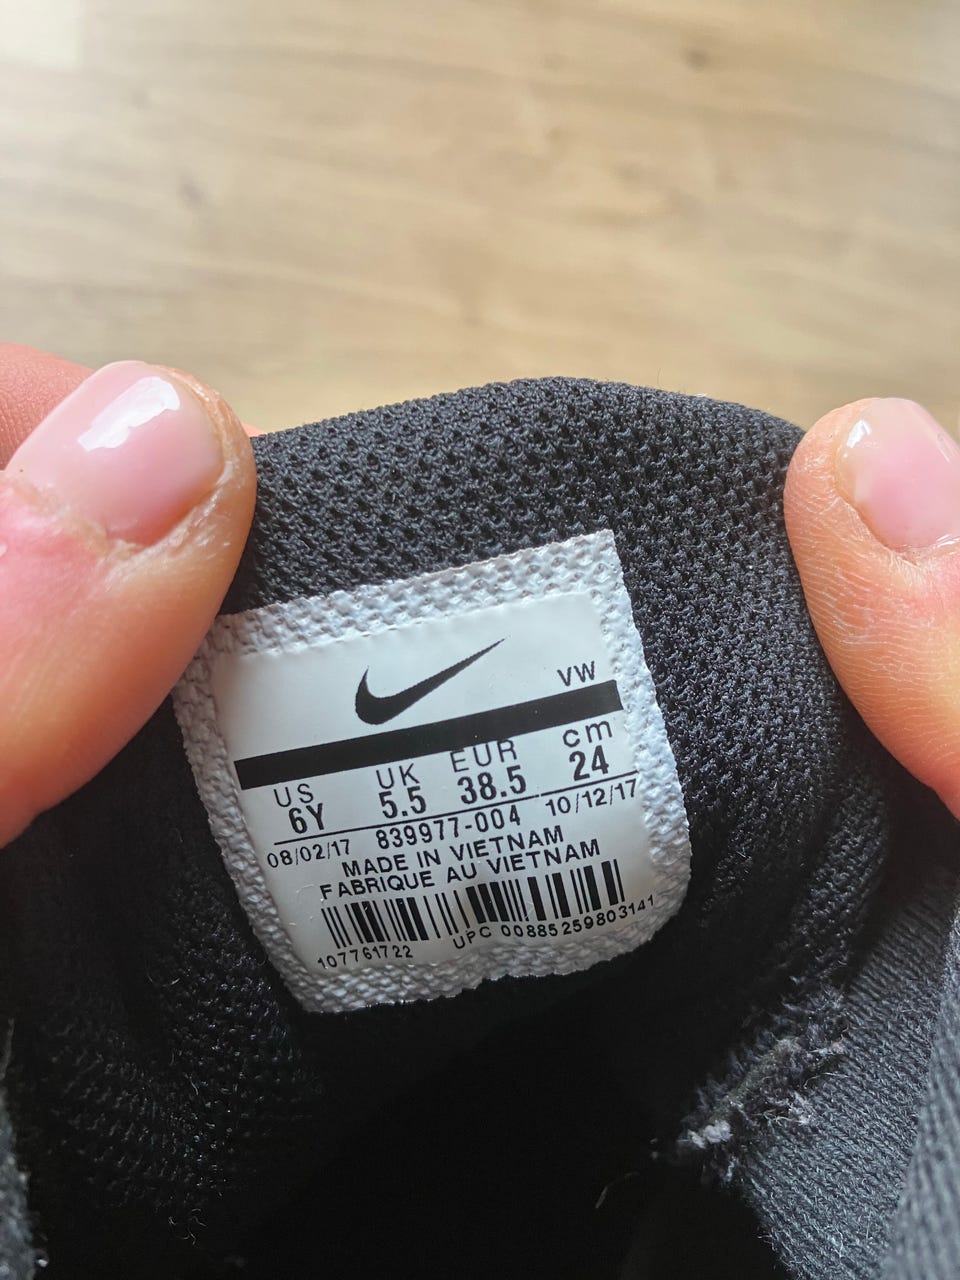 VW
US UK EUR cm
6Y 5.5 38.5 24
08/02/17 839977-004 10/12/17
MADE IN VIETNAM
FABRIQUE AU VIETNAM
107761722 UPC 00885259803141